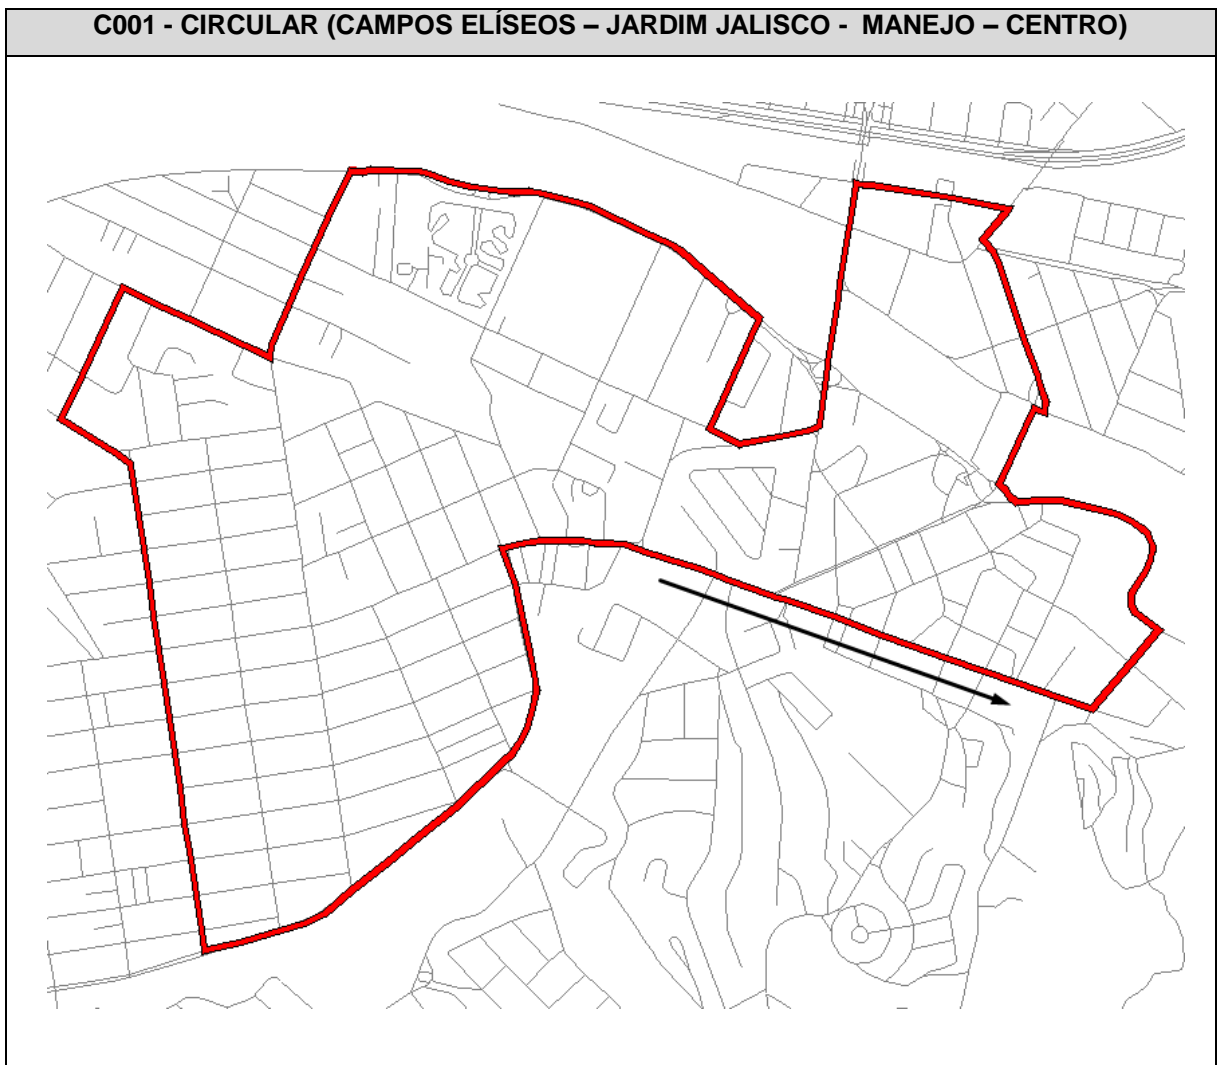 C001 - CIRCULAR (CAMPOS ELÍSEOS – JARDIM JALISCO - MANEJO – CENTRO)